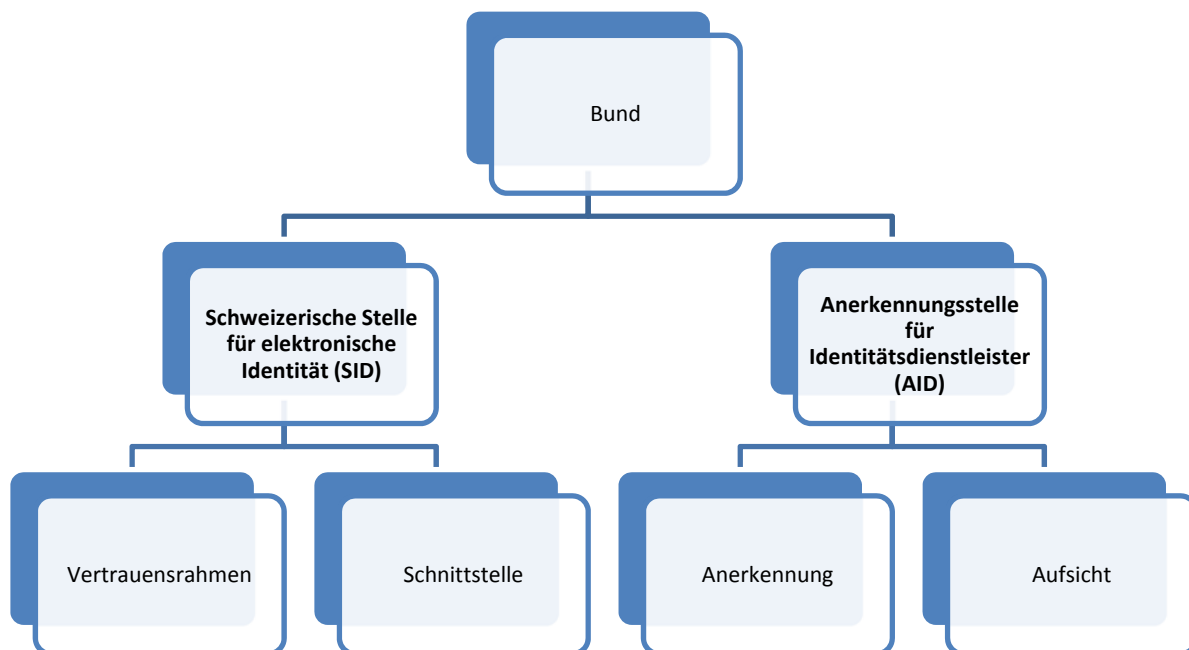 Bund
Schweizerische Stelle
für elektronische
Identität (SID)
Anerkennungsstelle
für
Identitätsdienstleister
(AID)
Vertrauensrahmen
Schnittstelle
Anerkennung
Aufsicht